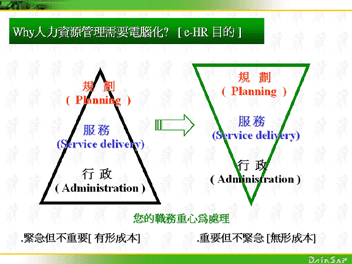 Why人力資源管理需要電腦化? [ e-HR 目的 ]
規 劃
( Planning )
服務
(Service delivery)
行 政
( Administration )
規 劃
( Planning )
服務
(Service delivery)
行 政
( Administration )
您的職務重心為處理
.緊急但不重要[ 有形成本]
.重要但不緊急 [無形成本]